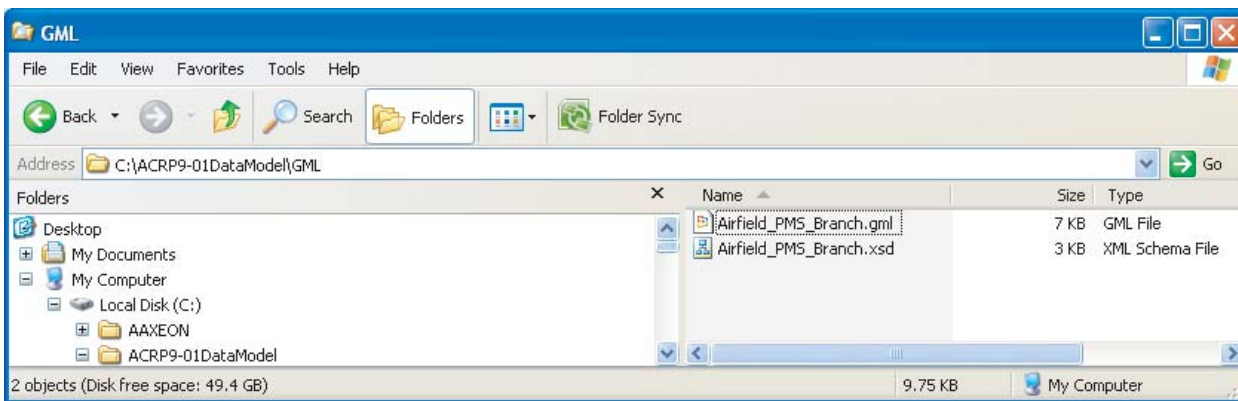 GML
File Edit View Favorites Tools Help
Back Search Folders Folder Sync
Address C:\ACRP9-01DataModel\GML Go
Folders X Name Size Type
Desktop Airfield_PMS_Branch.gml 7 KB GML File
My Documents Airfield_PMS_Branch.xsd 3 KB XML Schema File
My Computer
Local Disk (C:)
AAXEON
ACRP9-01DataModel
2 objects (Disk free space: 49.4 GB) 9.75 KB My Computer